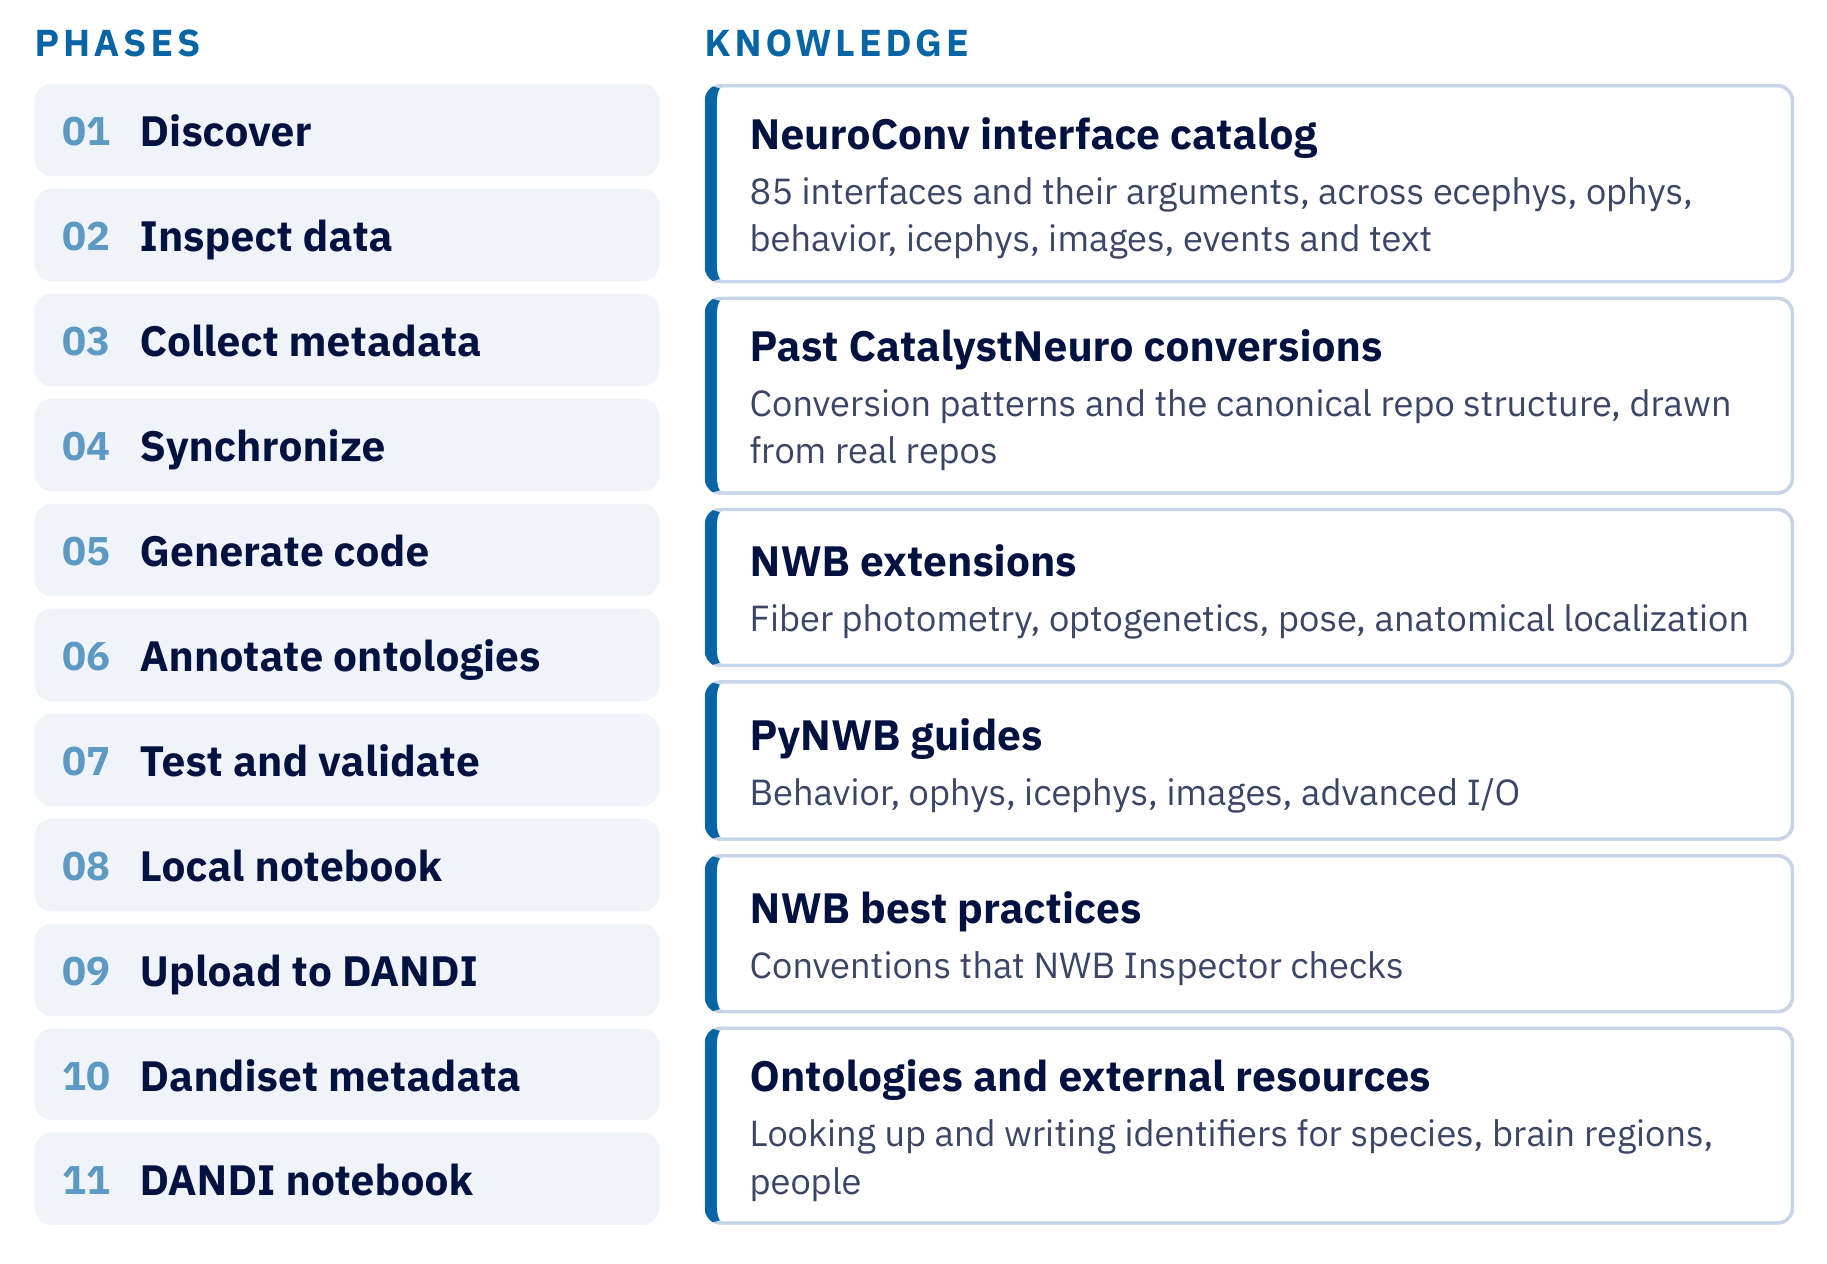 PHASES
01 Discover
02 Inspect data
03 Collect metadata
04 Synchronize
05 Generate code
06 Annotate ontologies
07 Test and validate
08 Local notebook
09 Upload to DANDI
10 Dandiset metadata
11 DANDI notebook
KNOWLEDGE
NeuroConv interface catalog
85 interfaces and their arguments, across ecephys, ophys,
behavior, icephys, images, events and text
Past CatalystNeuro conversions
Conversion patterns and the canonical repo structure, drawn
from real repos
NWB extensions
Fiber photometry, optogenetics, pose, anatomical localization
PyNWB guides
Behavior, ophys, icephys, images, advanced I/O
NWB best practices
Conventions that NWB Inspector checks
Ontologies and external resources
Looking up and writing identifiers for species, brain regions,
people